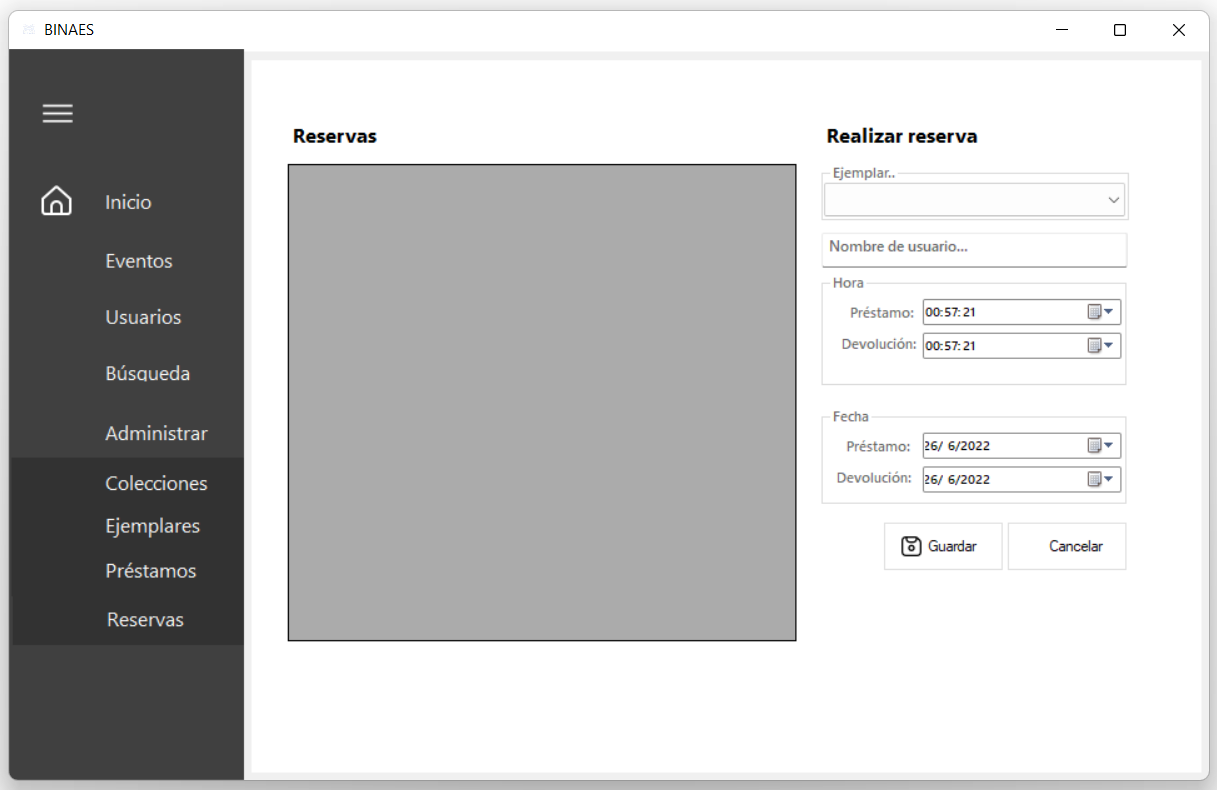 BINAES
Inicio
Eventos
Usuarios
Búsqueda
Administrar
Colecciones
Ejemplares
Préstamos
Reservas
Reservas
Realizar reserva
Ejemplar..
Nombre de usuario...
Hora
Préstamo: 00:57:21
Devolución: 00:57:21
Fecha
Préstamo: 26/ 6/2022
Devolución: 26/ 6/2022
Guardar Cancelar